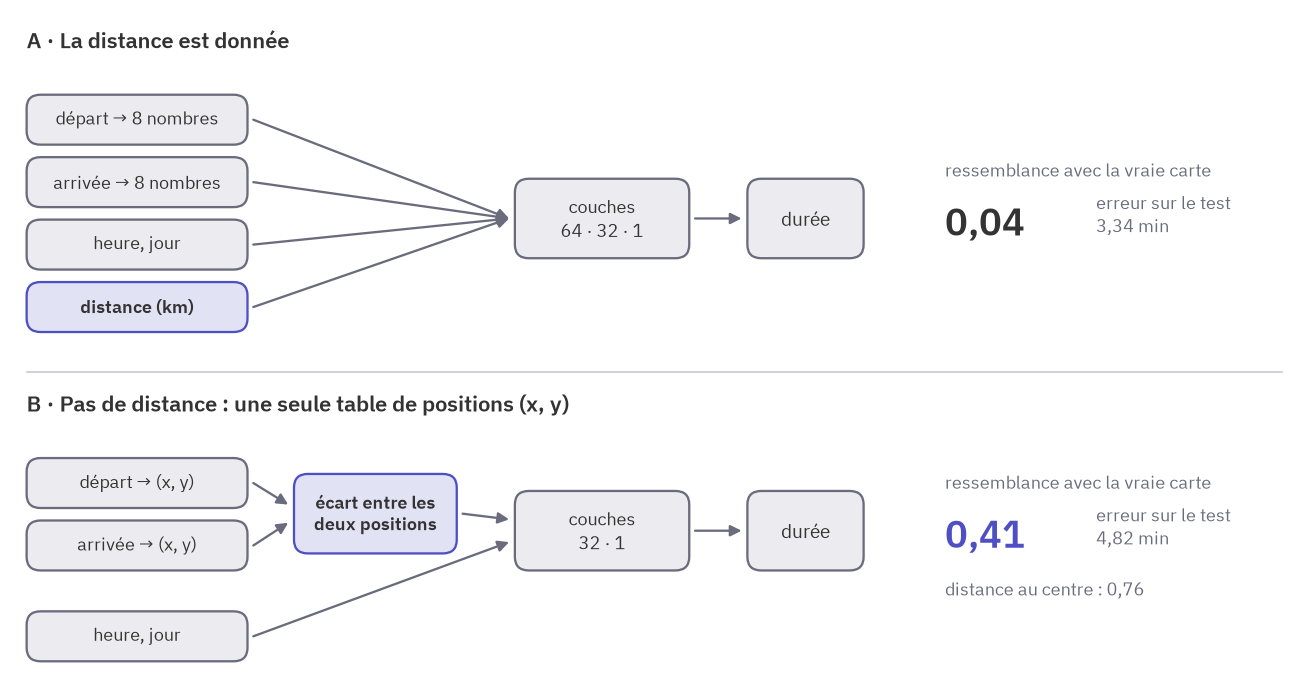 A · La distance est donnée
départ → 8 nombres
arrivée → 8 nombres
heure, jour
distance (km)
couches
64 · 32 · 1
durée
ressemblance avec la vraie carte
0,04
erreur sur le test
3,34 min
B · Pas de distance : une seule table de positions (x, y)
départ → (x, y)
arrivée → (x, y)
heure, jour
écart entre les
deux positions
couches
32 · 1
durée
ressemblance avec la vraie carte
0,41
erreur sur le test
4,82 min
distance au centre : 0,76